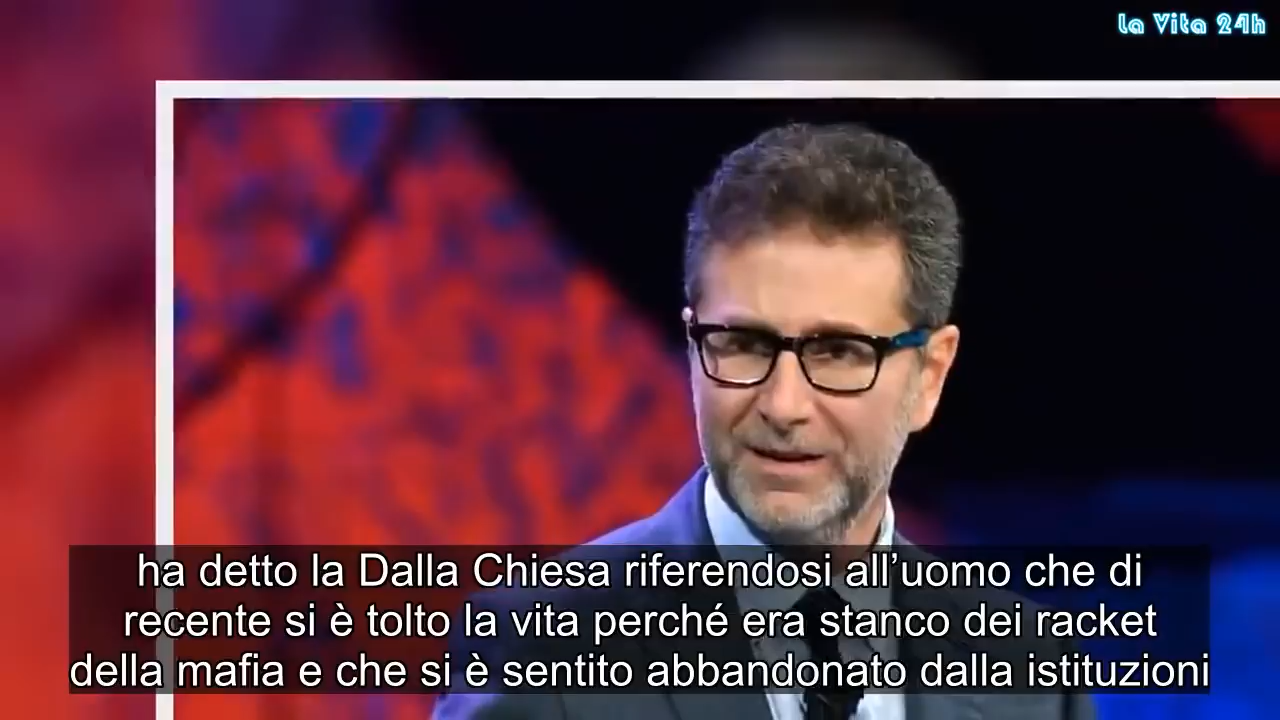 La Vita 24h
ha detto la Dalla Chiesa riferendosi all’uomo che di
recente si è tolto la vita perché era stanco dei racket
della mafia e che si è sentito abbandonato dalla istituzioni